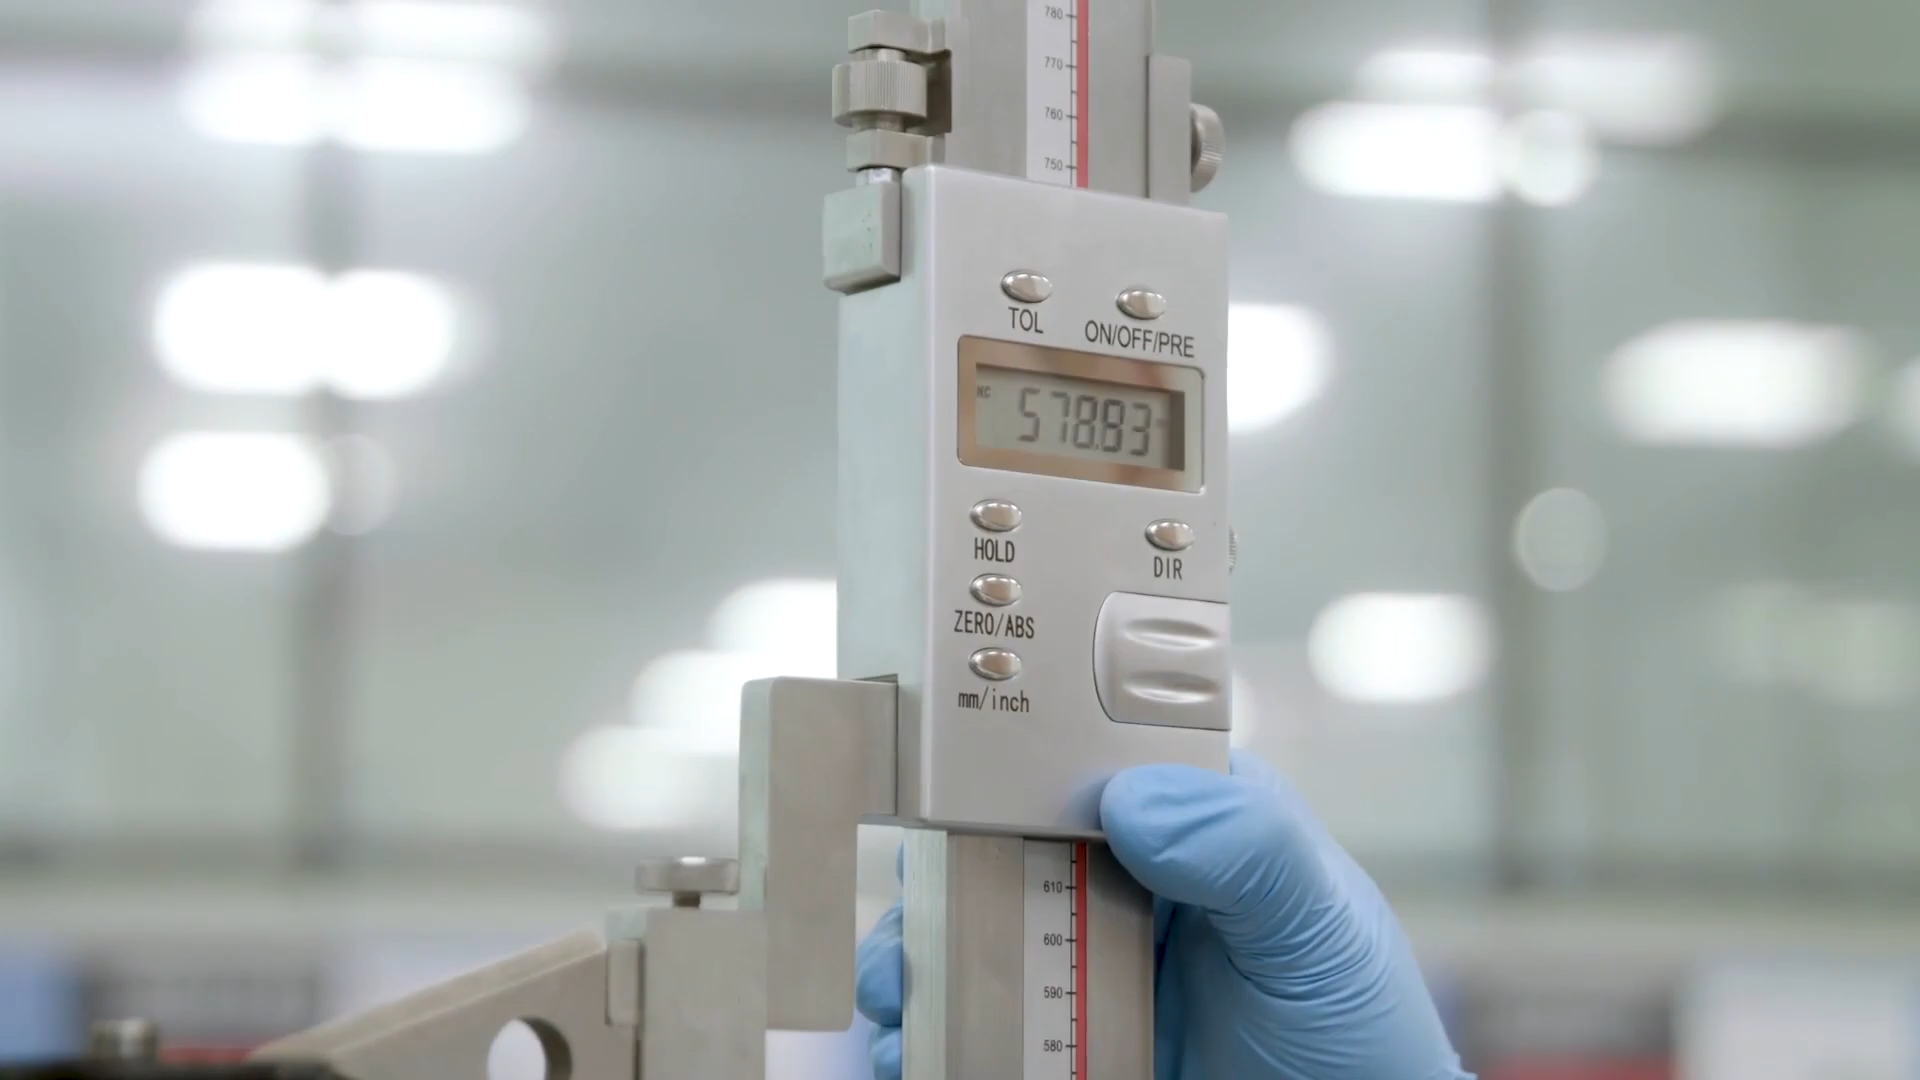 780
770
760
750
TOL
ON/OFF/PRE
578.83
HOLD
DIR
ZERO/ABS
mm/inch
610
600
590
580